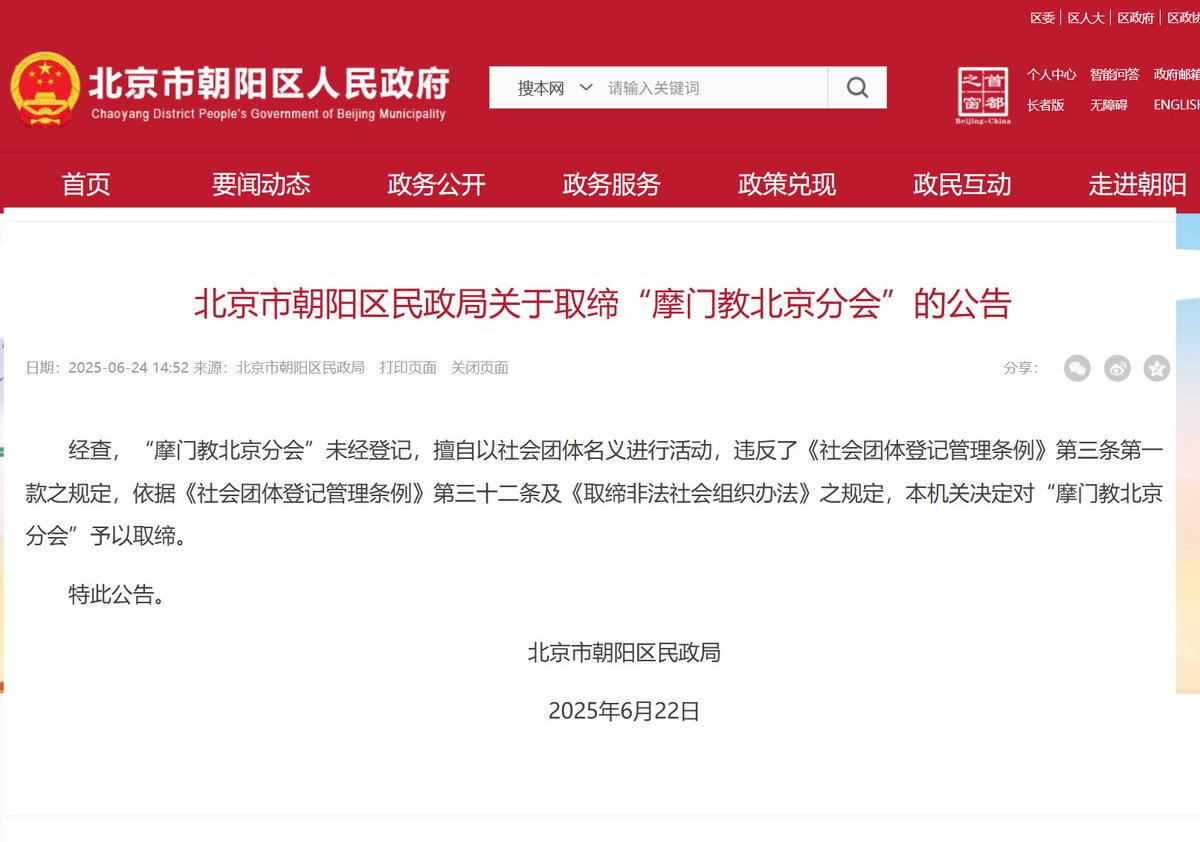 区委 | 区人大 | 区政府 | 区政协
北京市朝阳区人民政府
Chaoyang District People's Government of Beijing Municipality
搜本网 请输入关键词
首都之窗
Beijing-China
个人中心 智能问答 政府邮箱
长者版 无障碍 ENGLISH
首页 要闻动态 政务公开 政务服务 政策兑现 政民互动 走进朝阳
北京市朝阳区民政局关于取缔“摩门教北京分会”的公告
日期：2025-06-24 14:52 来源：北京市朝阳区民政局 打印页面 关闭页面 分享：
经查，“摩门教北京分会”未经登记，擅自以社会团体名义进行活动，违反了《社会团体登记管理条例》第三条第一
款之规定，依据《社会团体登记管理条例》第三十二条及《取缔非法社会组织办法》之规定，本机关决定对“摩门教北京
分会”予以取缔。
特此公告。
北京市朝阳区民政局
2025年6月22日